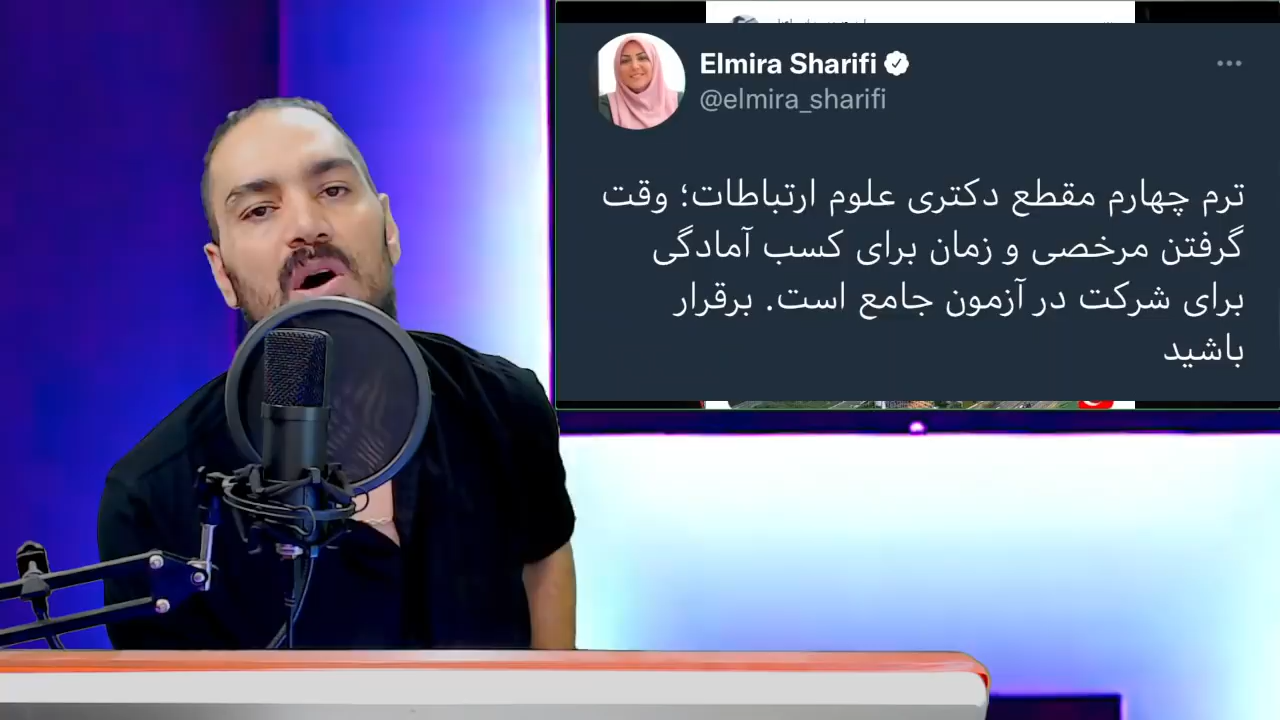 Elmira Sharifi
@elmira_sharifi
ترم چهارم مقطع دکتری علوم ارتباطات؛ وقت
گرفتن مرخصی و زمان برای کسب آمادگی
برای شرکت در آزمون جامع است. برقرار
باشید